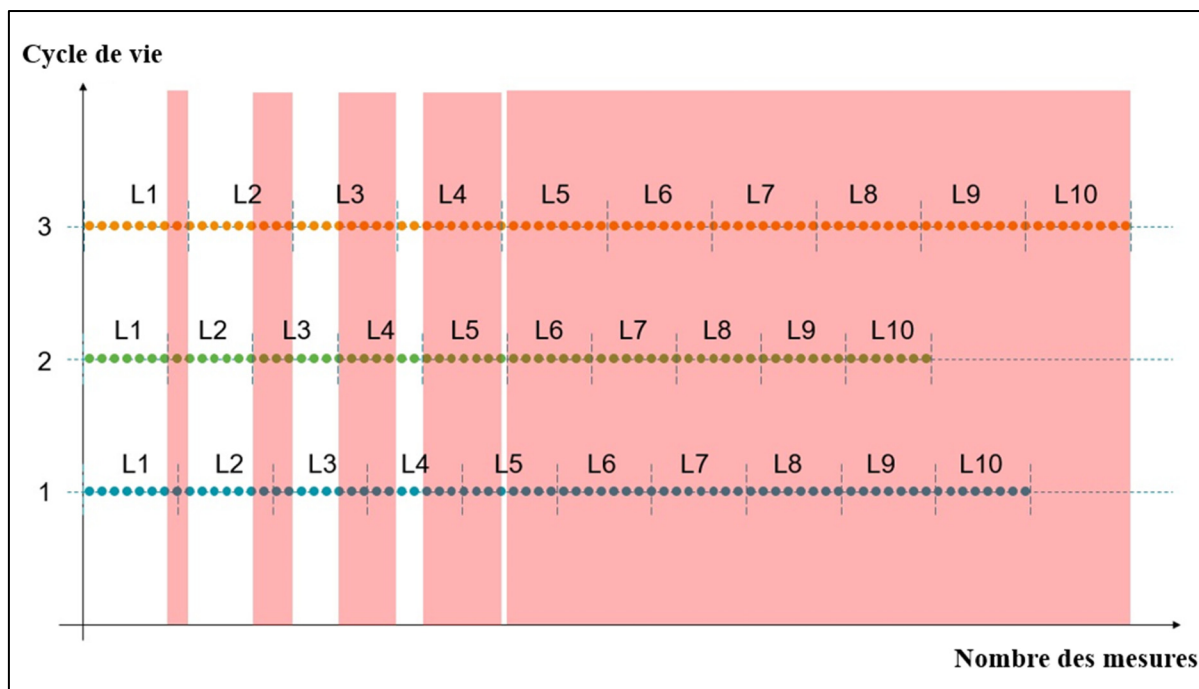 Cycle de vie
L1 L2 L3 L4 L5 L6 L7 L8 L9 L10
3
L1 L2 L3 L4 L5 L6 L7 L8 L9 L10
2
L1 L2 L3 L4 L5 L6 L7 L8 L9 L10
1
Nombre des mesures